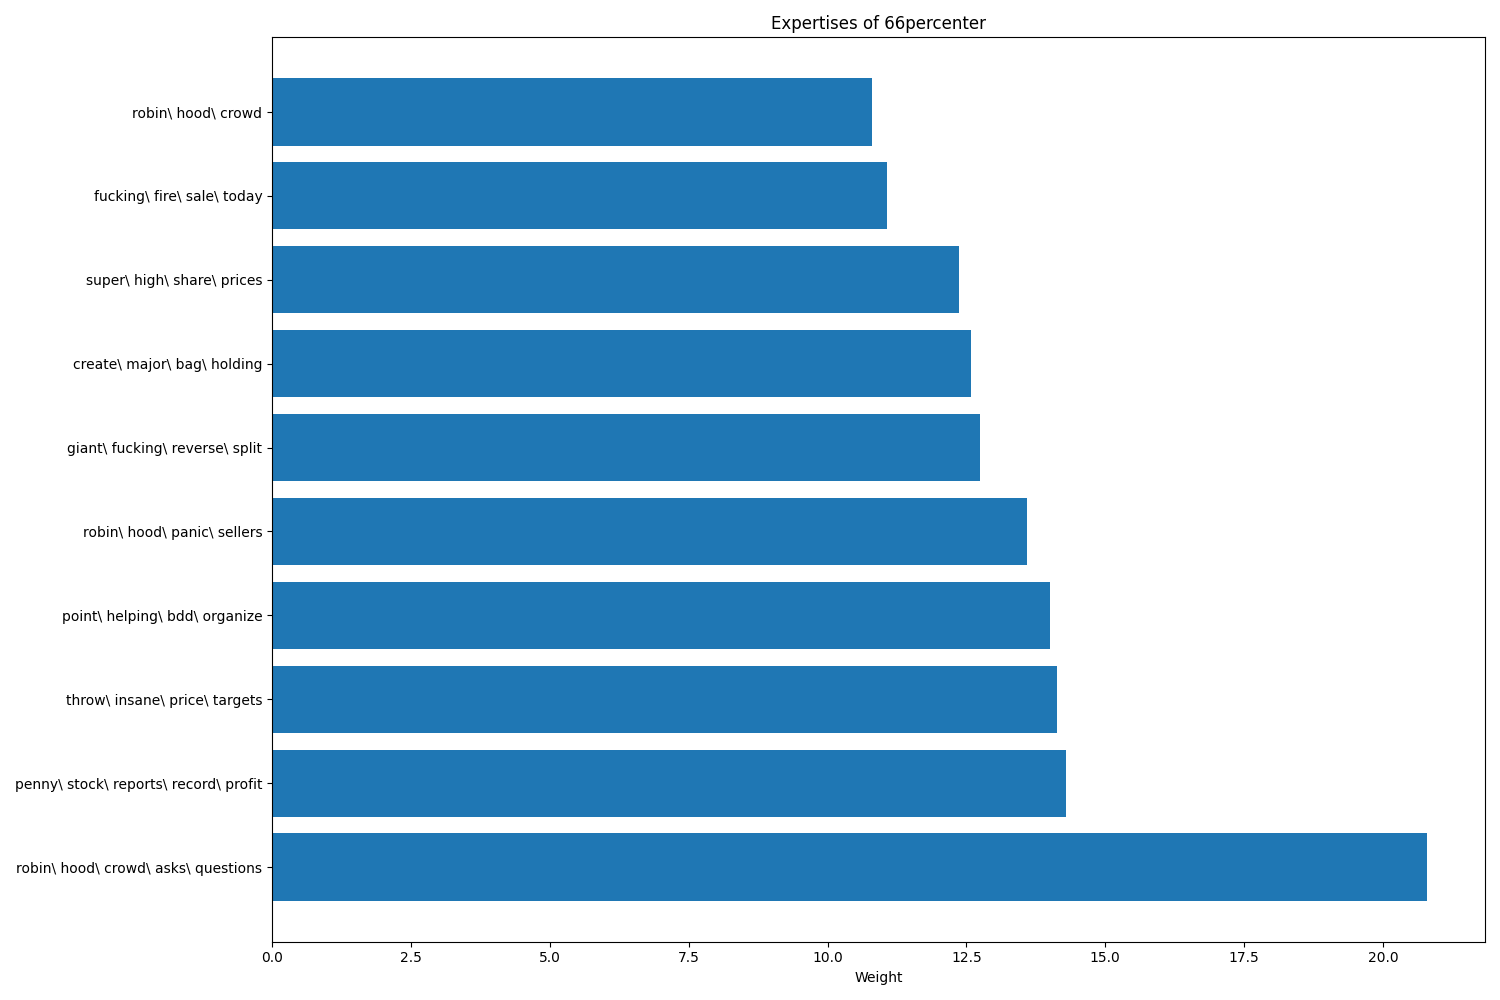 Expertises of 66percenter
robin\ hood\ crowd
fucking\ fire\ sale\ today
super\ high\ share\ prices
create\ major\ bag\ holding
giant\ fucking\ reverse\ split
robin\ hood\ panic\ sellers
point\ helping\ bdd\ organize
throw\ insane\ price\ targets
penny\ stock\ reports\ record\ profit
robin\ hood\ crowd\ asks\ questions
0.0 2.5 5.0 7.5 10.0 12.5 15.0 17.5 20.0
Weight